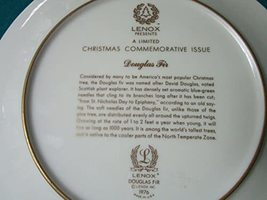 LENOX
PRESENTS
A LIMITED
CHRISTMAS COMMEMORATIVE ISSUE
Douglas Fir
Considered by many to be America's most popular Christmas
tree, the Douglas fir was named after David Douglas, noted
Scottish plant explorer. It has densely set aromatic blue-green
needles that cling to its branches long after it has been cut,
"from St. Nicholas Day to Epiphany," according to an old say-
ing. The soft needles of the Douglas fir, unlike those of the
pine tree, are distributed evenly all around the upturned twigs.
Growing at the rate of 1 to 2 feet a year when young, it will
live as long as 1000 years. It is among the world's tallest trees,
and is native to the cooler parts of the North Temperate Zone.
L
LENOX
DOUGLAS FIR
© LENOX INC
1976
MADE IN U.S.A.